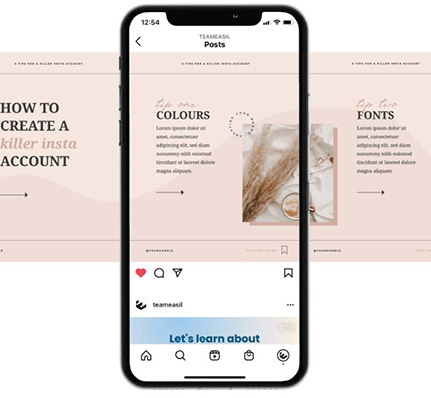 12:54
TEAMEASIL
Posts
5 TIPS FOR A KILLER INSTA ACCOUNT
5 TIPS FOR A KILLER INSTA ACCOUNT
5 TIPS FOR A KILLER INSTA ACCOUNT
HOW TO
CREATE A
killer insta
ACCOUNT
tip one
COLOURS
Lorem ipsum dolor sit
amet, consectetuer
adipiscing elit, sed diam
nonummy nibh euismod
tincidunt ut laoreet dolore
magna aliquam.
tip two
FONTS
Lorem ipsum dolor sit
amet, consectetuer
adipiscing elit, sed diam
nonummy nibh euismod
tincidunt ut laoreet dolore
magna aliquam.
SAVE FOR LATER
teameasil
Let's learn about